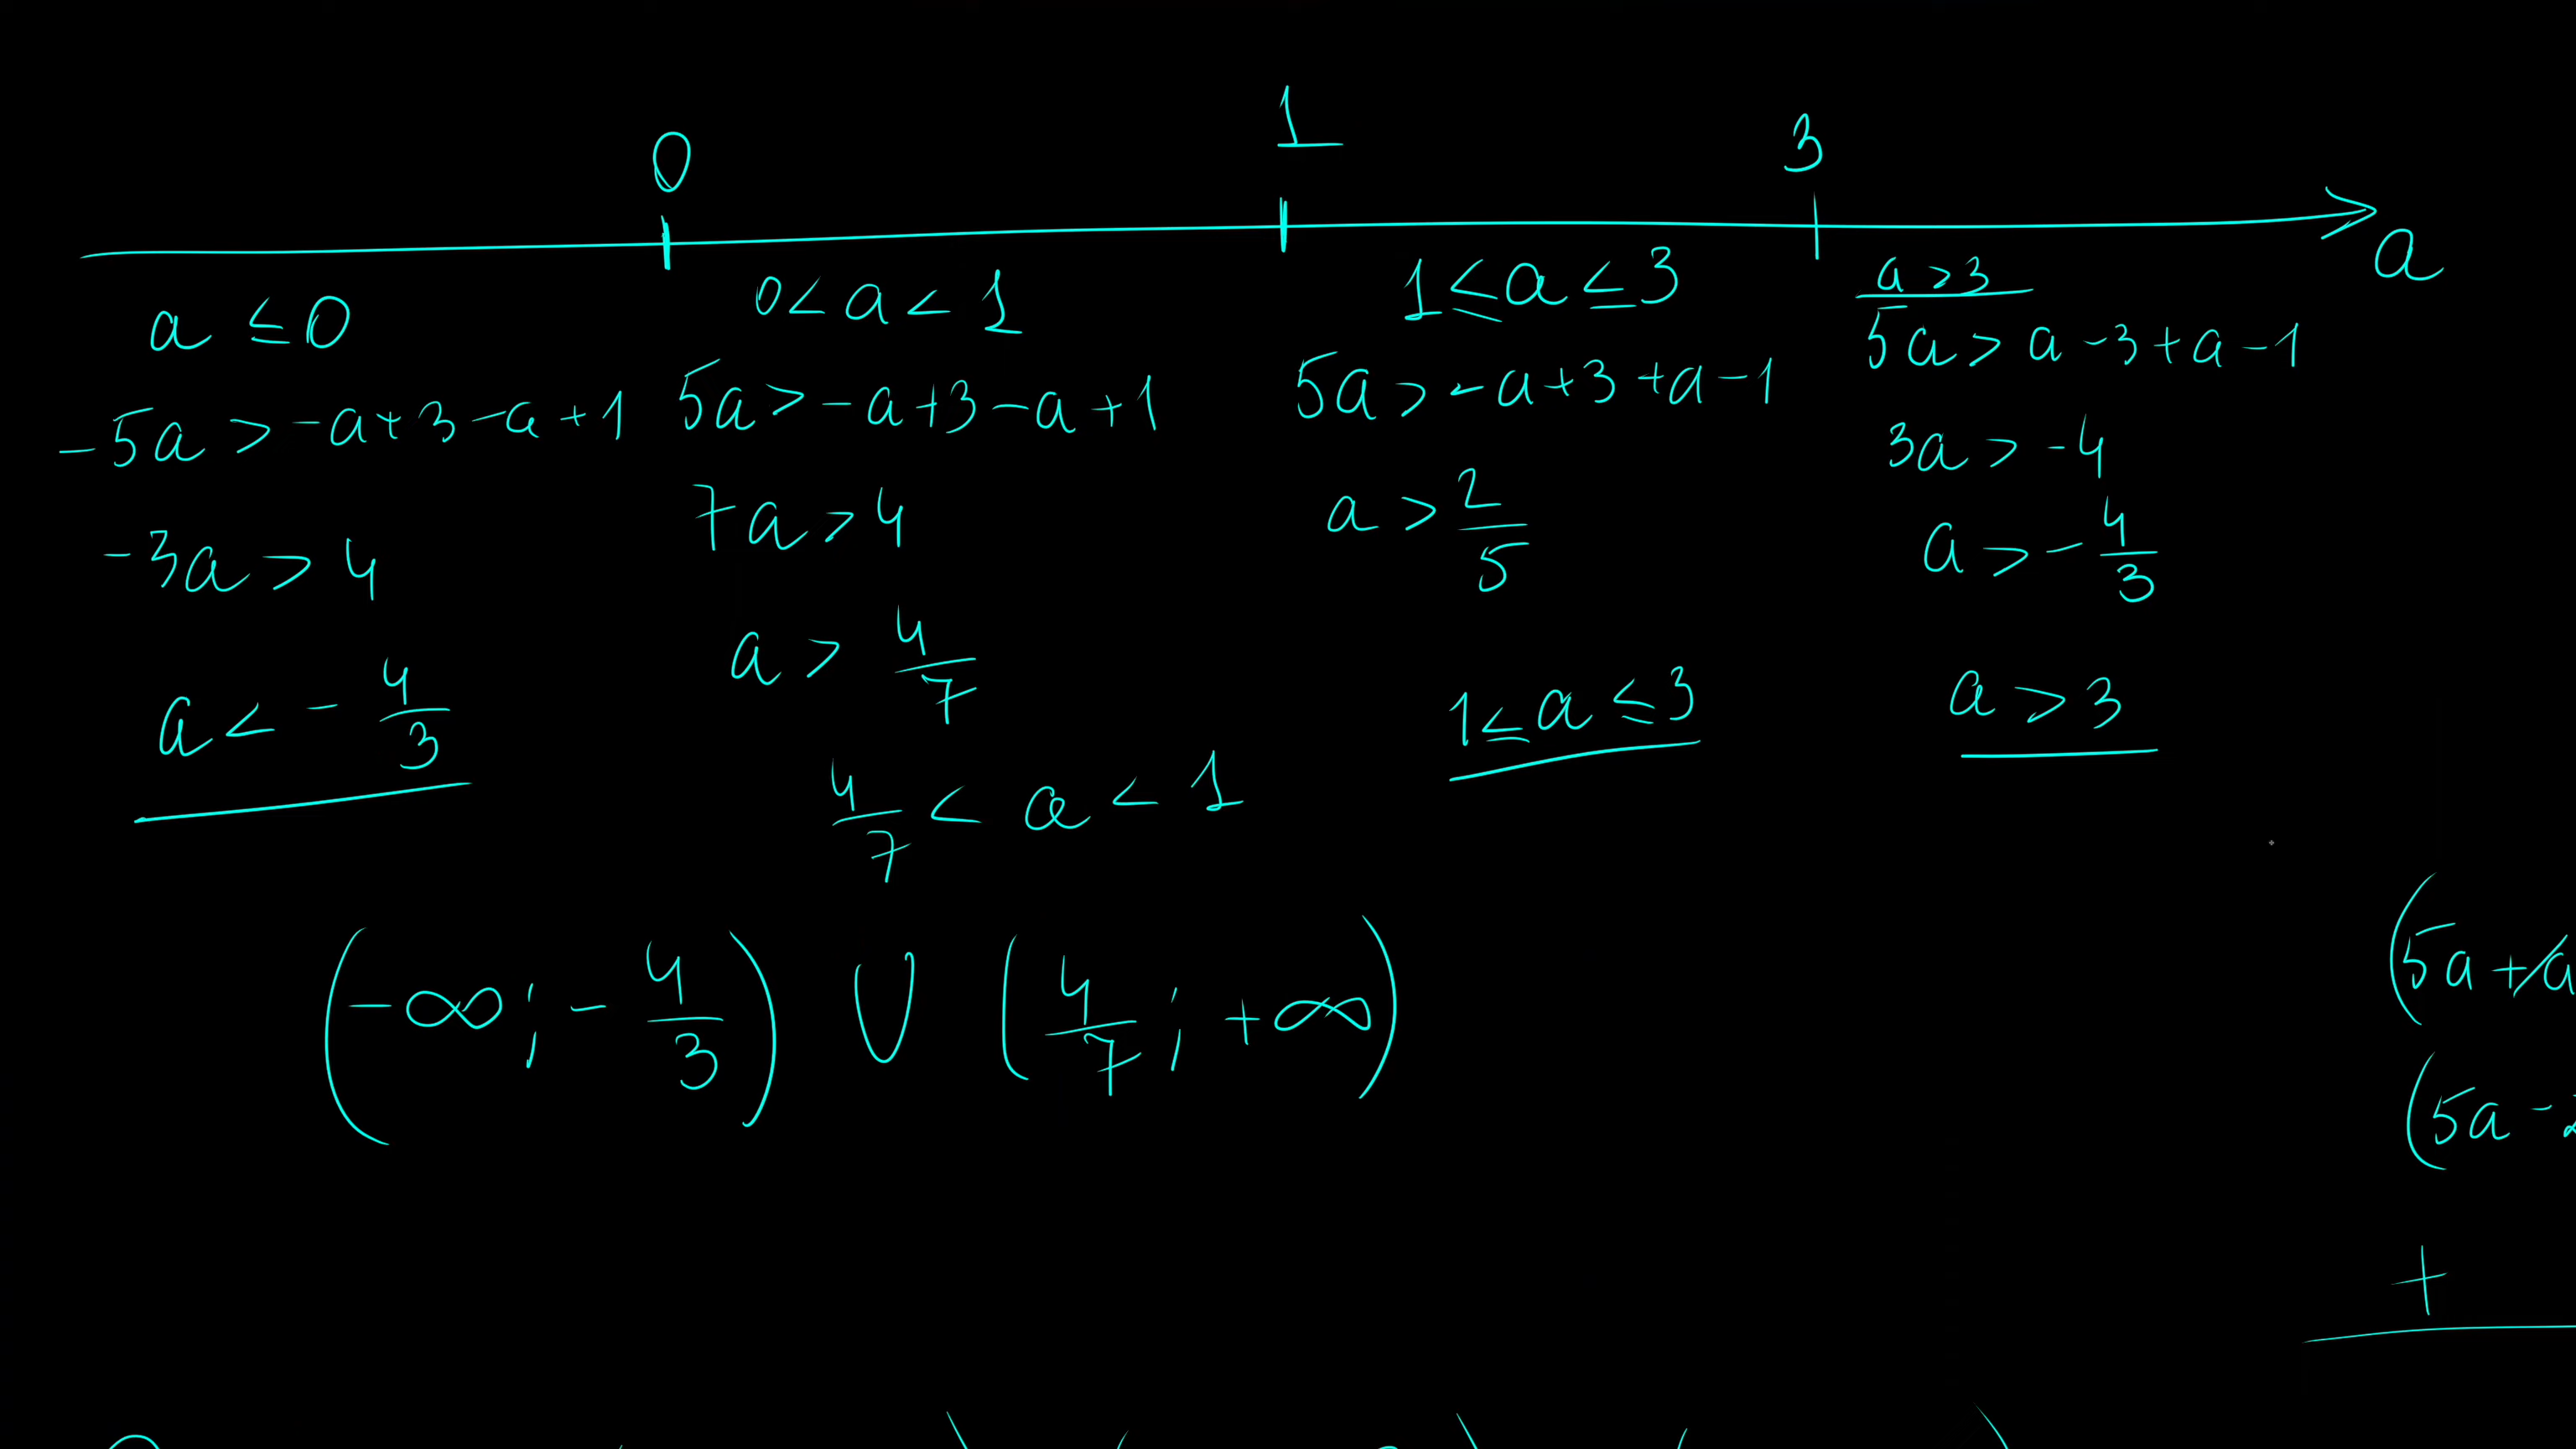 0 1 3
a
a ≤ 0
0 < a < 1
1 ≤ a ≤ 3
a > 3
-5a > -a+3-a+1
5a > -a+3-a+1
5a > -a+3+a-1
5a > a-3+a-1
-3a > 4
7a > 4
a > 2/5
3a > -4
a < -4/3
a > 4/7
1 ≤ a ≤ 3
a > -4/3
4/7 < a < 1
a > 3
(-∞; -4/3) ∪ (4/7; +∞)
(5a+a
(5a-
+